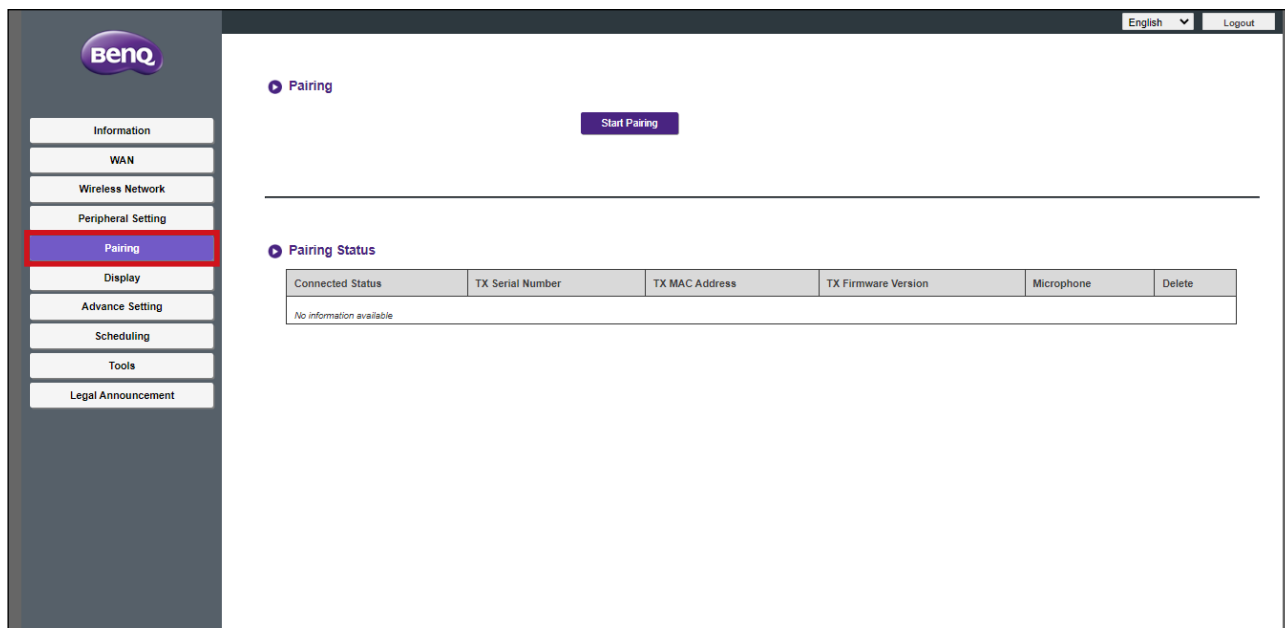 English Logout
BenQ
Pairing
Start Pairing
Information
WAN
Wireless Network
Peripheral Setting
Pairing
Display
Advance Setting
Scheduling
Tools
Legal Announcement
Pairing Status
Connected Status TX Serial Number TX MAC Address TX Firmware Version Microphone Delete
No information available